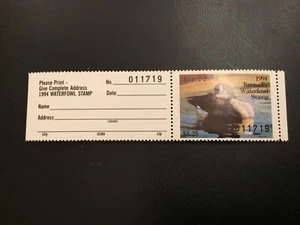 Please Print -
Give Complete Address
1994 WATERFOWL STAMP
No. 011719
Date
Name
Address
(street)
city state zip
1994
Waterfowl
Stamp
011719